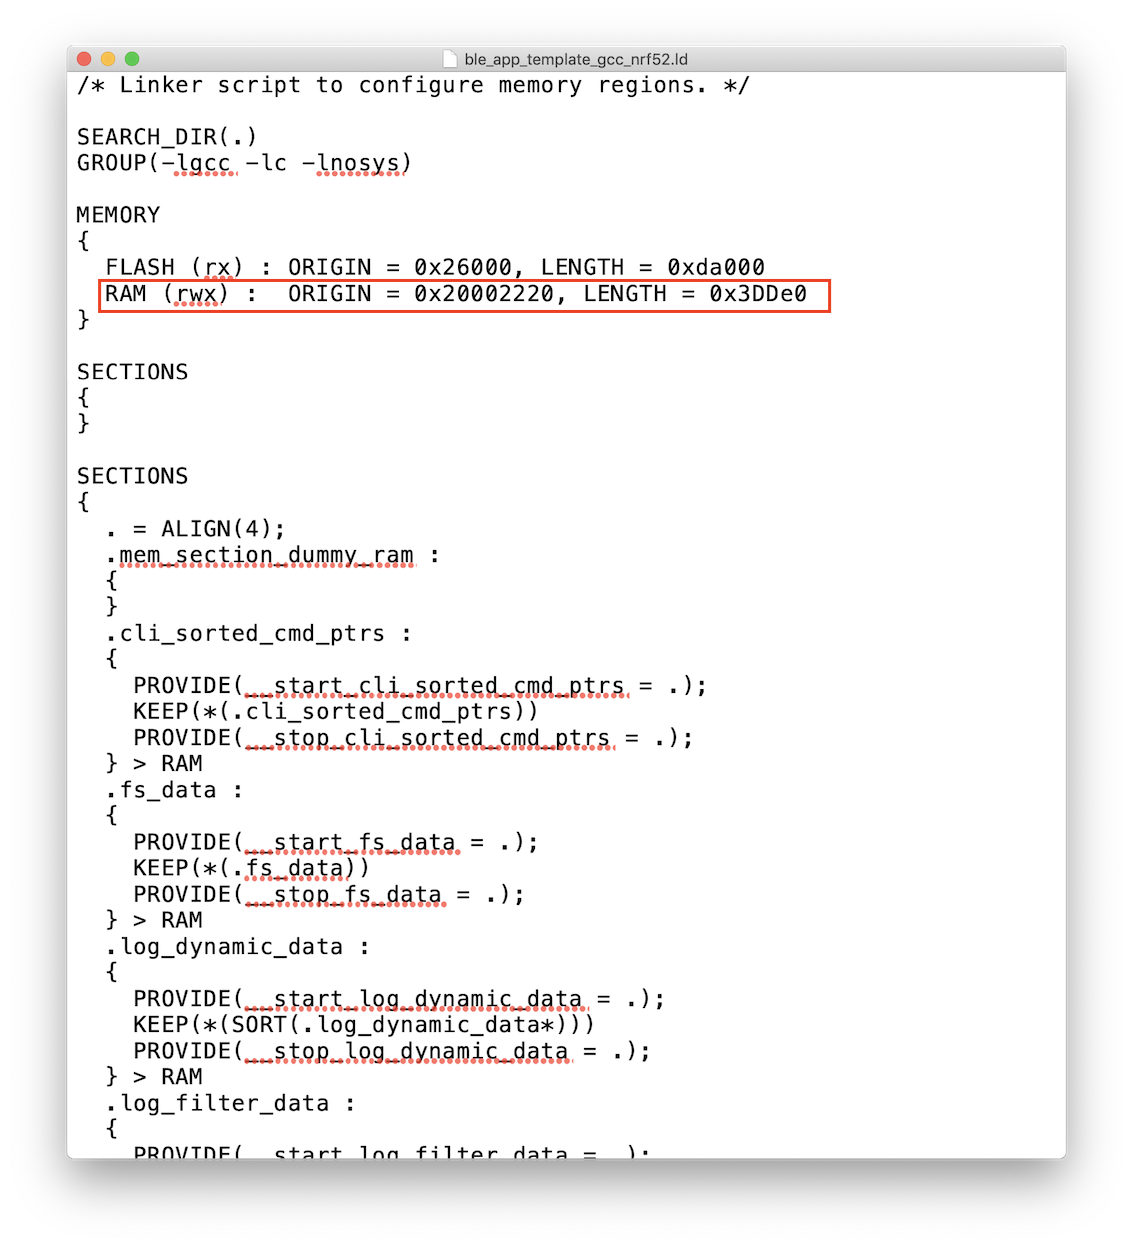 ble_app_template_gcc_nrf52.ld
/* Linker script to configure memory regions. */
SEARCH_DIR(.)
GROUP(-lgcc -lc -lnosys)
MEMORY
{
  FLASH (rx) : ORIGIN = 0x26000, LENGTH = 0xda000
  RAM (rwx) :  ORIGIN = 0x20002220, LENGTH = 0x3DDe0
}
SECTIONS
{
}
SECTIONS
{
  . = ALIGN(4);
  .mem_section_dummy_ram :
  {
  }
  .cli_sorted_cmd_ptrs :
  {
    PROVIDE(__start_cli_sorted_cmd_ptrs = .);
    KEEP(*(.cli_sorted_cmd_ptrs))
    PROVIDE(__stop_cli_sorted_cmd_ptrs = .);
  } > RAM
  .fs_data :
  {
    PROVIDE(__start_fs_data = .);
    KEEP(*(.fs_data))
    PROVIDE(__stop_fs_data = .);
  } > RAM
  .log_dynamic_data :
  {
    PROVIDE(__start_log_dynamic_data = .);
    KEEP(*(SORT(.log_dynamic_data*)))
    PROVIDE(__stop_log_dynamic_data = .);
  } > RAM
  .log_filter_data :
  {
    PROVIDE(__start_log_filter_data = .);